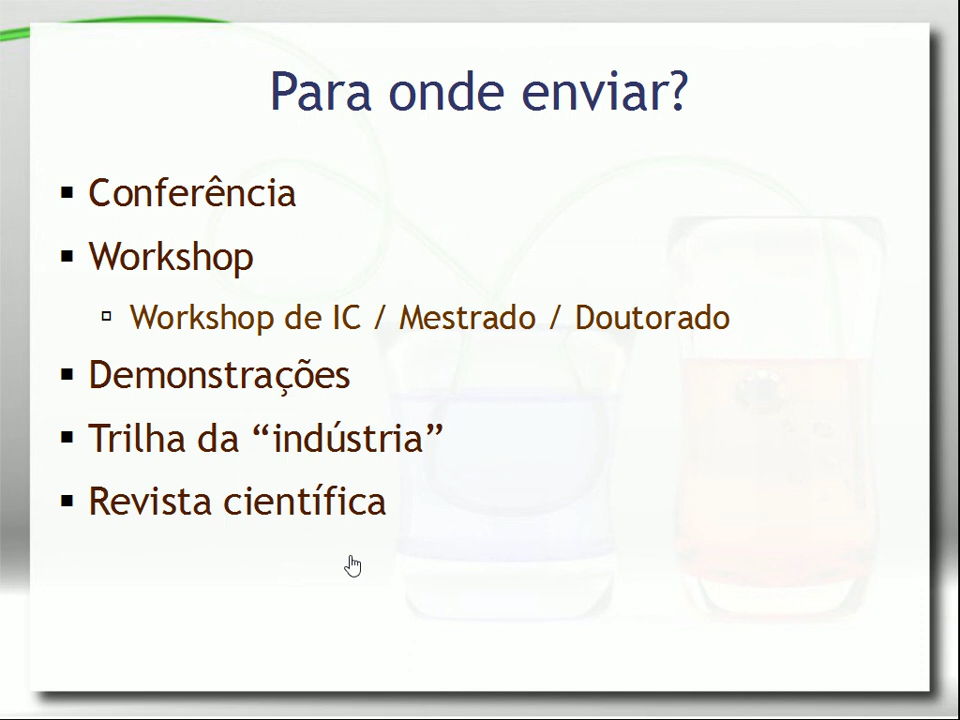 Para onde enviar?
Conferência
Workshop
Workshop de IC / Mestrado / Doutorado
Demonstrações
Trilha da “indústria”
Revista científica